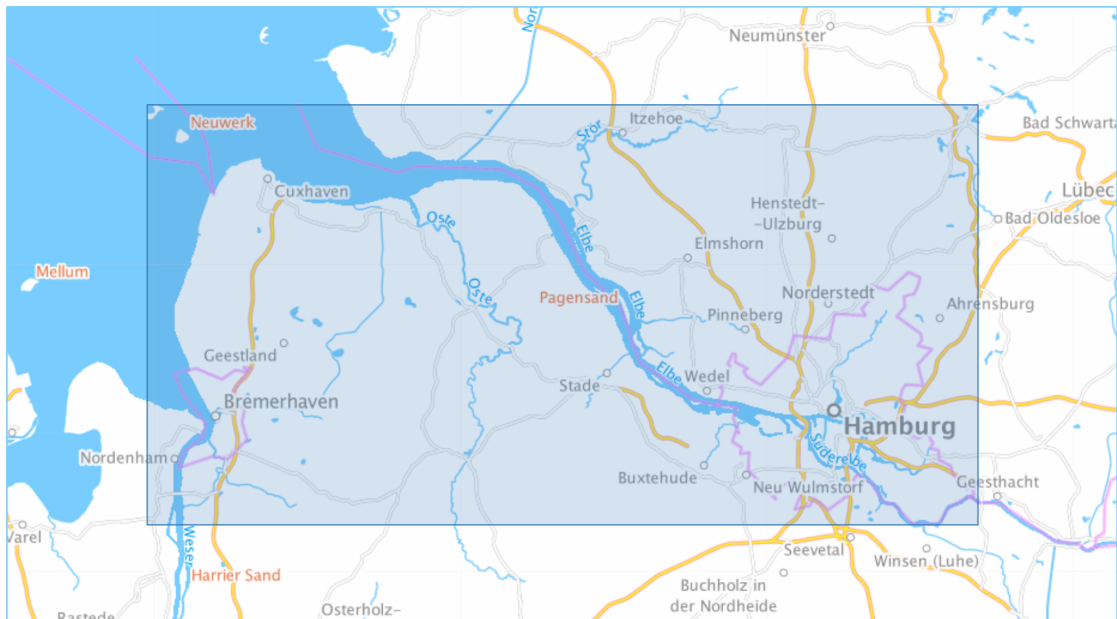 Nor
Neumünster
Neuwerk
Stör
Itzehoe
Bad Schwarta
Cuxhaven
Lübec
Henstedt-
-Ulzburg
Bad Oldesloe
Oste
Elbe
Elmshorn
Mellum
Oste
Pagensand
Elbe
Norderstedt
Ahrensburg
Pinneberg
Geestland
Stade
Elbe
Wedel
Bremerhaven
Hamburg
Nordenham
Süderelbe
Buxtehude
Neu Wulmstorf
Geesthacht
Varel
Weser
Seevetal
Winsen (Luhe)
Harrier Sand
Buchholz in
der Nordheide
Rastede
Osterholz-